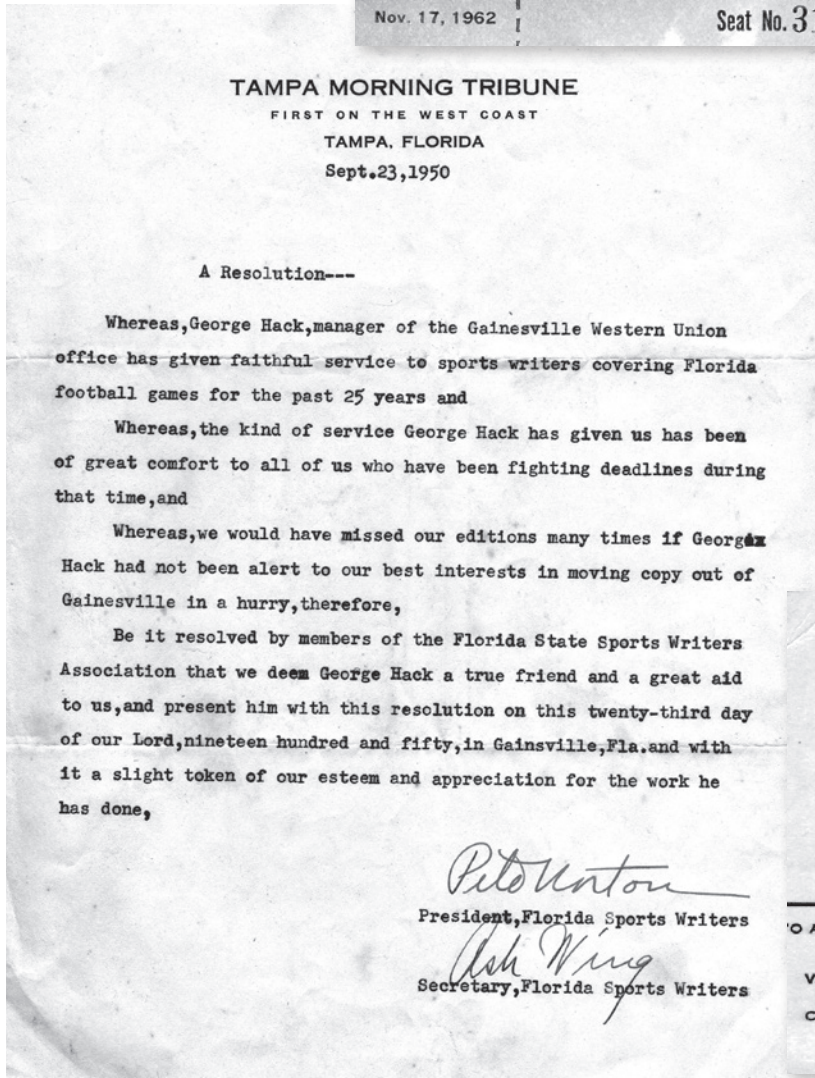 Nov. 17, 1962
Seat No. 3
TAMPA MORNING TRIBUNE
FIRST ON THE WEST COAST
TAMPA, FLORIDA
Sept.23,1950
A Resolution---
Whereas,George Hack,manager of the Gainesville Western Union
office has given faithful service to sports writers covering Florida
football games for the past 25 years and
Whereas,the kind of service George Hack has given us has been
of great comfort to all of us who have been fighting deadlines during
that time,and
Whereas,we would have missed our editions many times if
Hack had not been alert to our best interests in moving copy out of
Gainesville in a hurry,therefore,
Be it resolved by members of the Florida State Sports Writers
Association that we deem George Hack a true friend and a great aid
to us,and present him with this resolution on this twenty-third day
of our Lord,nineteen hundred and fifty,in Gainsville,Fla.and with
it a slight token of our esteem and appreciation for the work he
has done,
Pete Norton
President,Florida Sports Writers
Ash Wing
Secretary,Florida Sports Writers